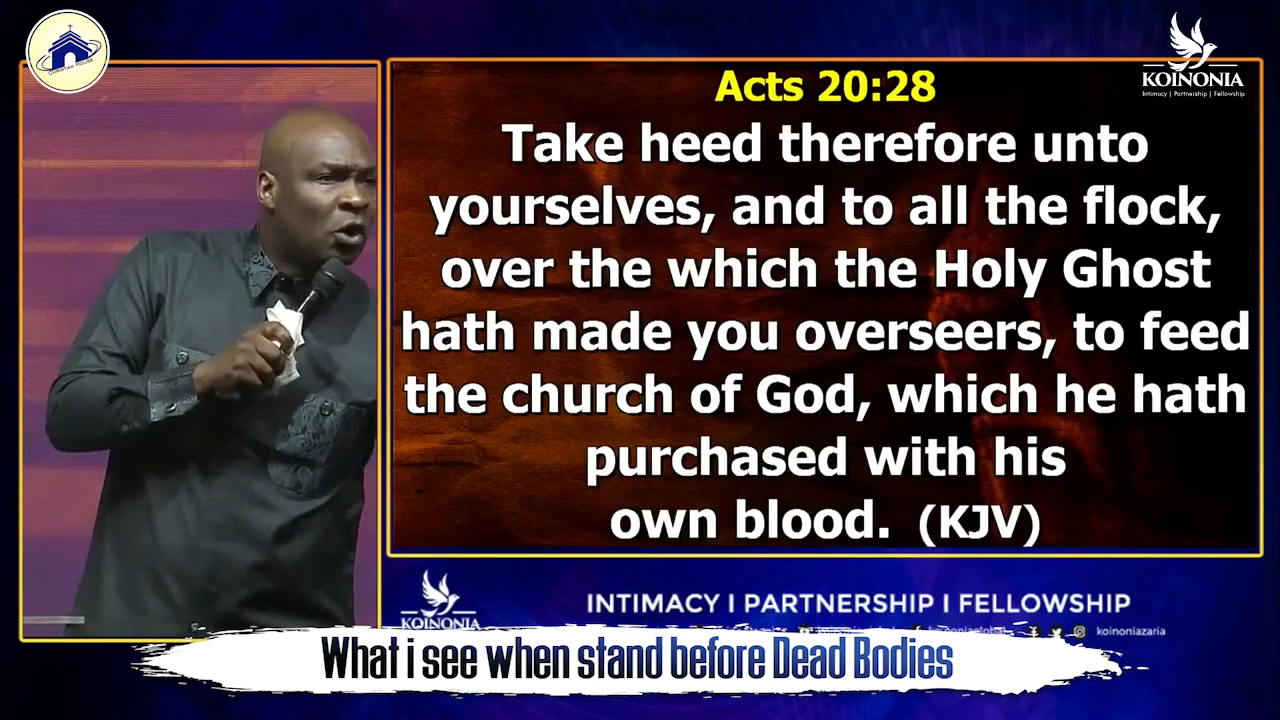 CHRISTIAN HOUSE
KOINONIA
Intimacy | Partnership | Fellowship
Acts 20:28
Take heed therefore unto
yourselves, and to all the flock,
over the which the Holy Ghost
hath made you overseers, to feed
the church of God, which he hath
purchased with his
own blood. (KJV)
KOINONIA
INTIMACY I PARTNERSHIP I FELLOWSHIP
koinoniazaria
What i see when stand before Dead Bodies